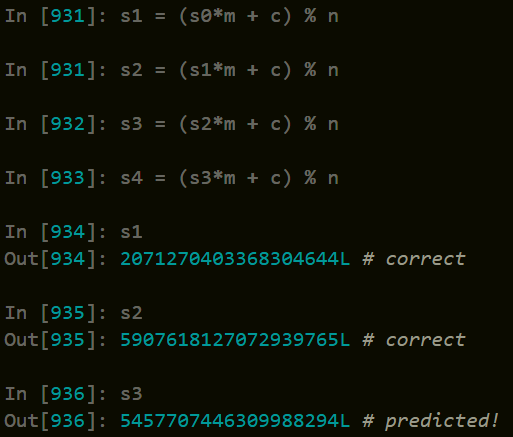 In [931]: s1 = (s0*m + c) % n
In [931]: s2 = (s1*m + c) % n
In [932]: s3 = (s2*m + c) % n
In [933]: s4 = (s3*m + c) % n
In [934]: s1
Out[934]: 2071270403368304644L # correct
In [935]: s2
Out[935]: 5907618127072939765L # correct
In [936]: s3
Out[936]: 5457707446309988294L # predicted!